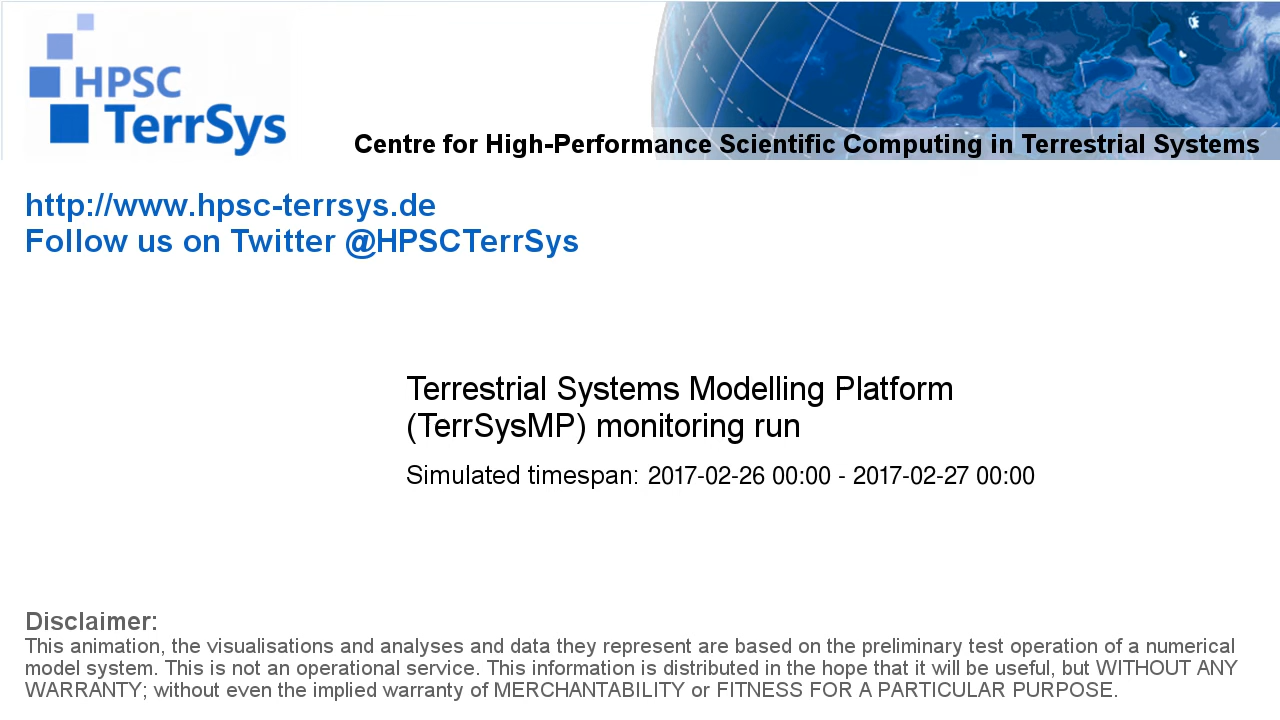 HPSC
TerrSys
Centre for High-Performance Scientific Computing in Terrestrial Systems
http://www.hpsc-terrsys.de
Follow us on Twitter @HPSCTerrSys
Terrestrial Systems Modelling Platform
(TerrSysMP) monitoring run
Simulated timespan: 2017-02-26 00:00 - 2017-02-27 00:00
Disclaimer:
This animation, the visualisations and analyses and data they represent are based on the preliminary test operation of a numerical
model system. This is not an operational service. This information is distributed in the hope that it will be useful, but WITHOUT ANY
WARRANTY; without even the implied warranty of MERCHANTABILITY or FITNESS FOR A PARTICULAR PURPOSE.